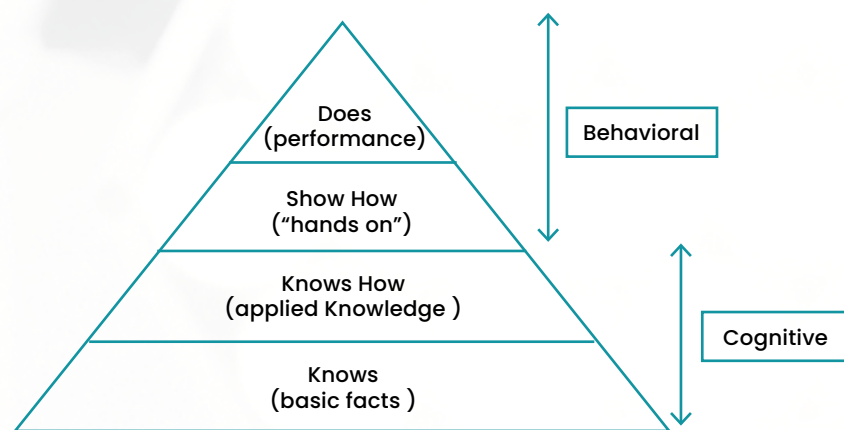 Does
(performance)
Behavioral
Show How
(“hands on”)
Knows How
(applied Knowledge )
Cognitive
Knows
(basic facts )